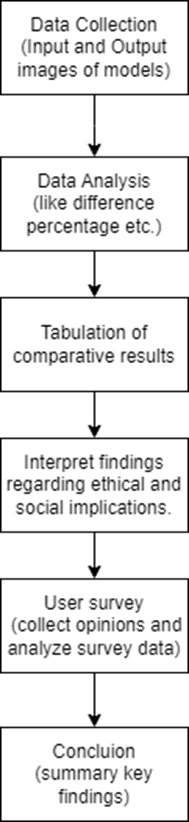 Data Collection
(Input and Output
images of models)
Data Analysis
(like difference
percentage etc.)
Tabulation of
comparative results
Interpret findings
regarding ethical and
social implications.
User survey
(collect opinions and
analyze survey data)
Concluion
(summary key
findings)